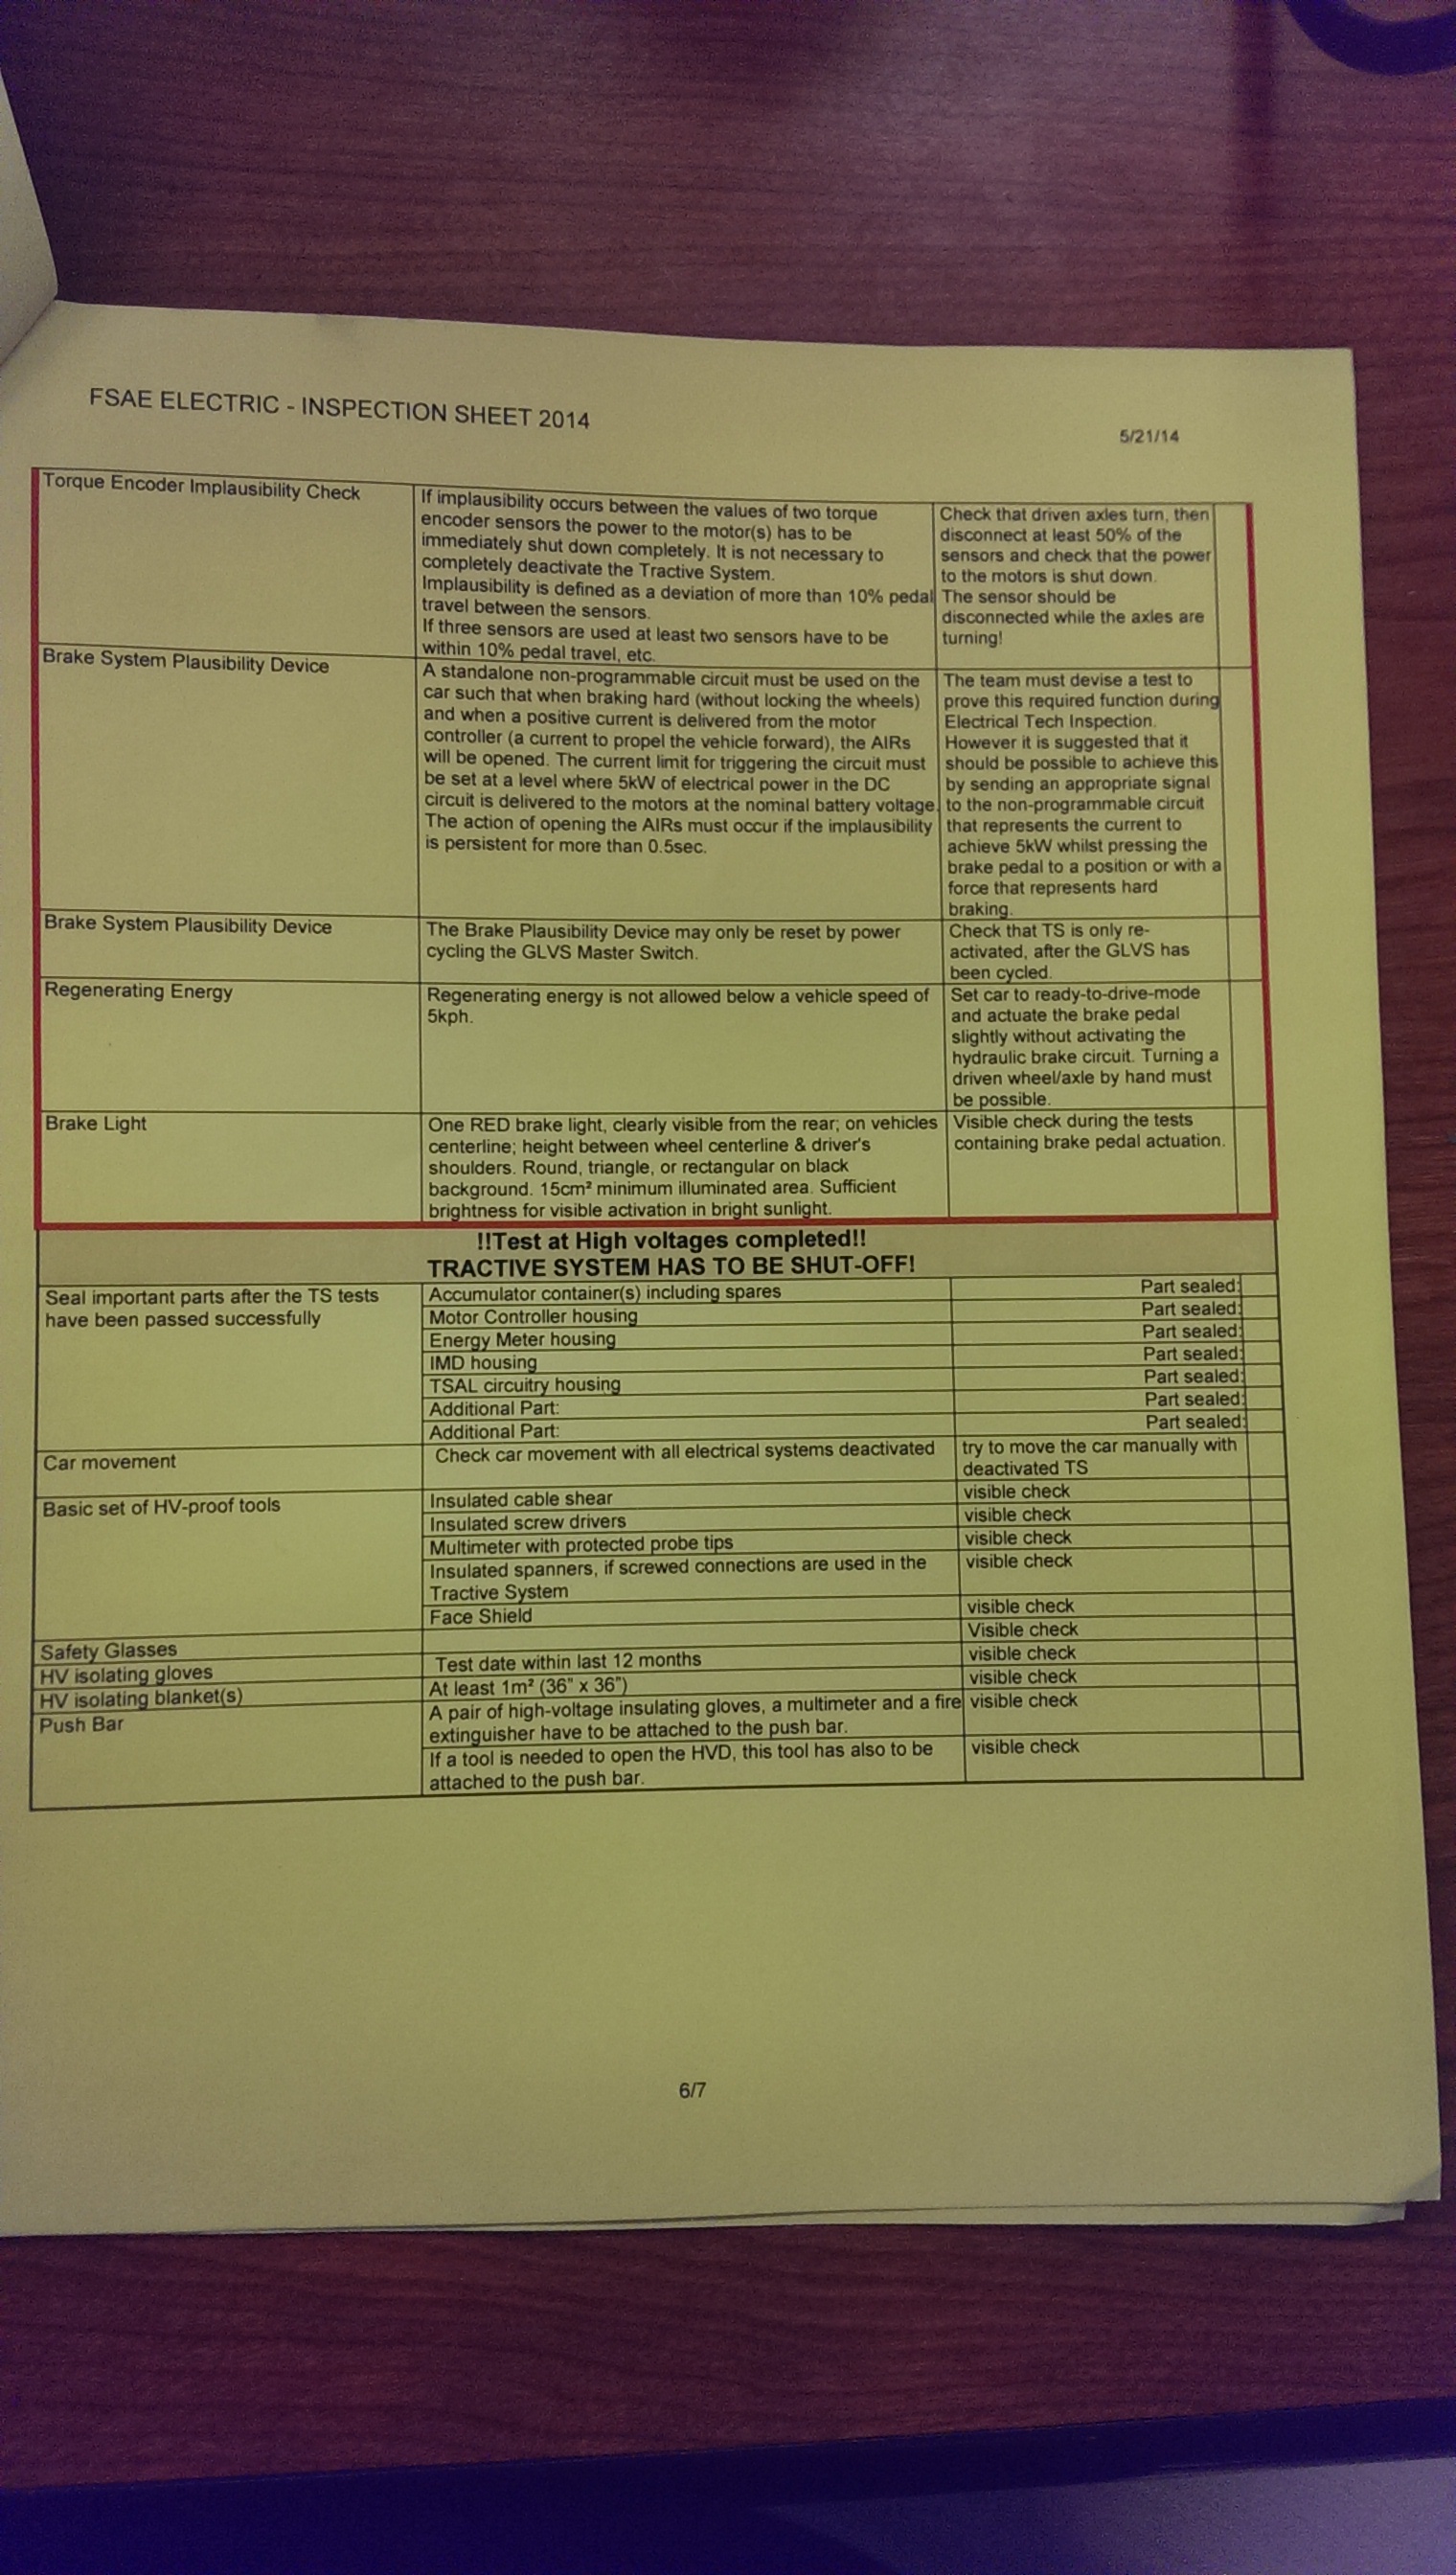 FSAE ELECTRIC - INSPECTION SHEET 2014
5/21/14
Torque Encoder Implausibility Check
If implausibility occurs between the values of two torque
encoder sensors the power to the motor(s) has to be
immediately shut down completely. It is not necessary to
completely deactivate the Tractive System.
Implausibility is defined as a deviation of more than 10% pedal
travel between the sensors.
If three sensors are used at least two sensors have to be
within 10% pedal travel, etc.
Check that driven axles turn, then
disconnect at least 50% of the
sensors and check that the power
to the motors is shut down.
The sensor should be
disconnected while the axles are
turning!
Brake System Plausibility Device
A standalone non-programmable circuit must be used on the
car such that when braking hard (without locking the wheels)
and when a positive current is delivered from the motor
controller (a current to propel the vehicle forward), the AIRs
will be opened. The current limit for triggering the circuit must
be set at a level where 5kW of electrical power in the DC
circuit is delivered to the motors at the nominal battery voltage.
The action of opening the AIRs must occur if the implausibility
is persistent for more than 0.5sec.
The team must devise a test to
prove this required function during
Electrical Tech Inspection.
However it is suggested that it
should be possible to achieve this
by sending an appropriate signal
to the non-programmable circuit
that represents the current to
achieve 5kW whilst pressing the
brake pedal to a position or with a
force that represents hard
braking.
Brake System Plausibility Device
The Brake Plausibility Device may only be reset by power
cycling the GLVS Master Switch.
Check that TS is only re-
activated, after the GLVS has
been cycled.
Regenerating Energy
Regenerating energy is not allowed below a vehicle speed of
5kph.
Set car to ready-to-drive-mode
and actuate the brake pedal
slightly without activating the
hydraulic brake circuit. Turning a
driven wheel/axle by hand must
be possible.
Brake Light
One RED brake light, clearly visible from the rear; on vehicles
centerline; height between wheel centerline & driver's
shoulders. Round, triangle, or rectangular on black
background. 15cm² minimum illuminated area. Sufficient
brightness for visible activation in bright sunlight.
Visible check during the tests
containing brake pedal actuation.
!!Test at High voltages completed!!
TRACTIVE SYSTEM HAS TO BE SHUT-OFF!
Seal important parts after the TS tests
have been passed successfully
Accumulator container(s) including spares
Part sealed:
Motor Controller housing
Part sealed:
Energy Meter housing
Part sealed:
IMD housing
Part sealed:
TSAL circuitry housing
Part sealed:
Additional Part:
Part sealed:
Additional Part:
Part sealed:
Car movement
Check car movement with all electrical systems deactivated
try to move the car manually with
deactivated TS
Basic set of HV-proof tools
Insulated cable shear
visible check
Insulated screw drivers
visible check
Multimeter with protected probe tips
visible check
Insulated spanners, if screwed connections are used in the
Tractive System
visible check
Face Shield
visible check
Safety Glasses
Visible check
HV isolating gloves
Test date within last 12 months
visible check
HV isolating blanket(s)
At least 1m² (36" x 36")
visible check
Push Bar
A pair of high-voltage insulating gloves, a multimeter and a fire
extinguisher have to be attached to the push bar.
visible check
If a tool is needed to open the HVD, this tool has also to be
attached to the push bar.
visible check
6/7